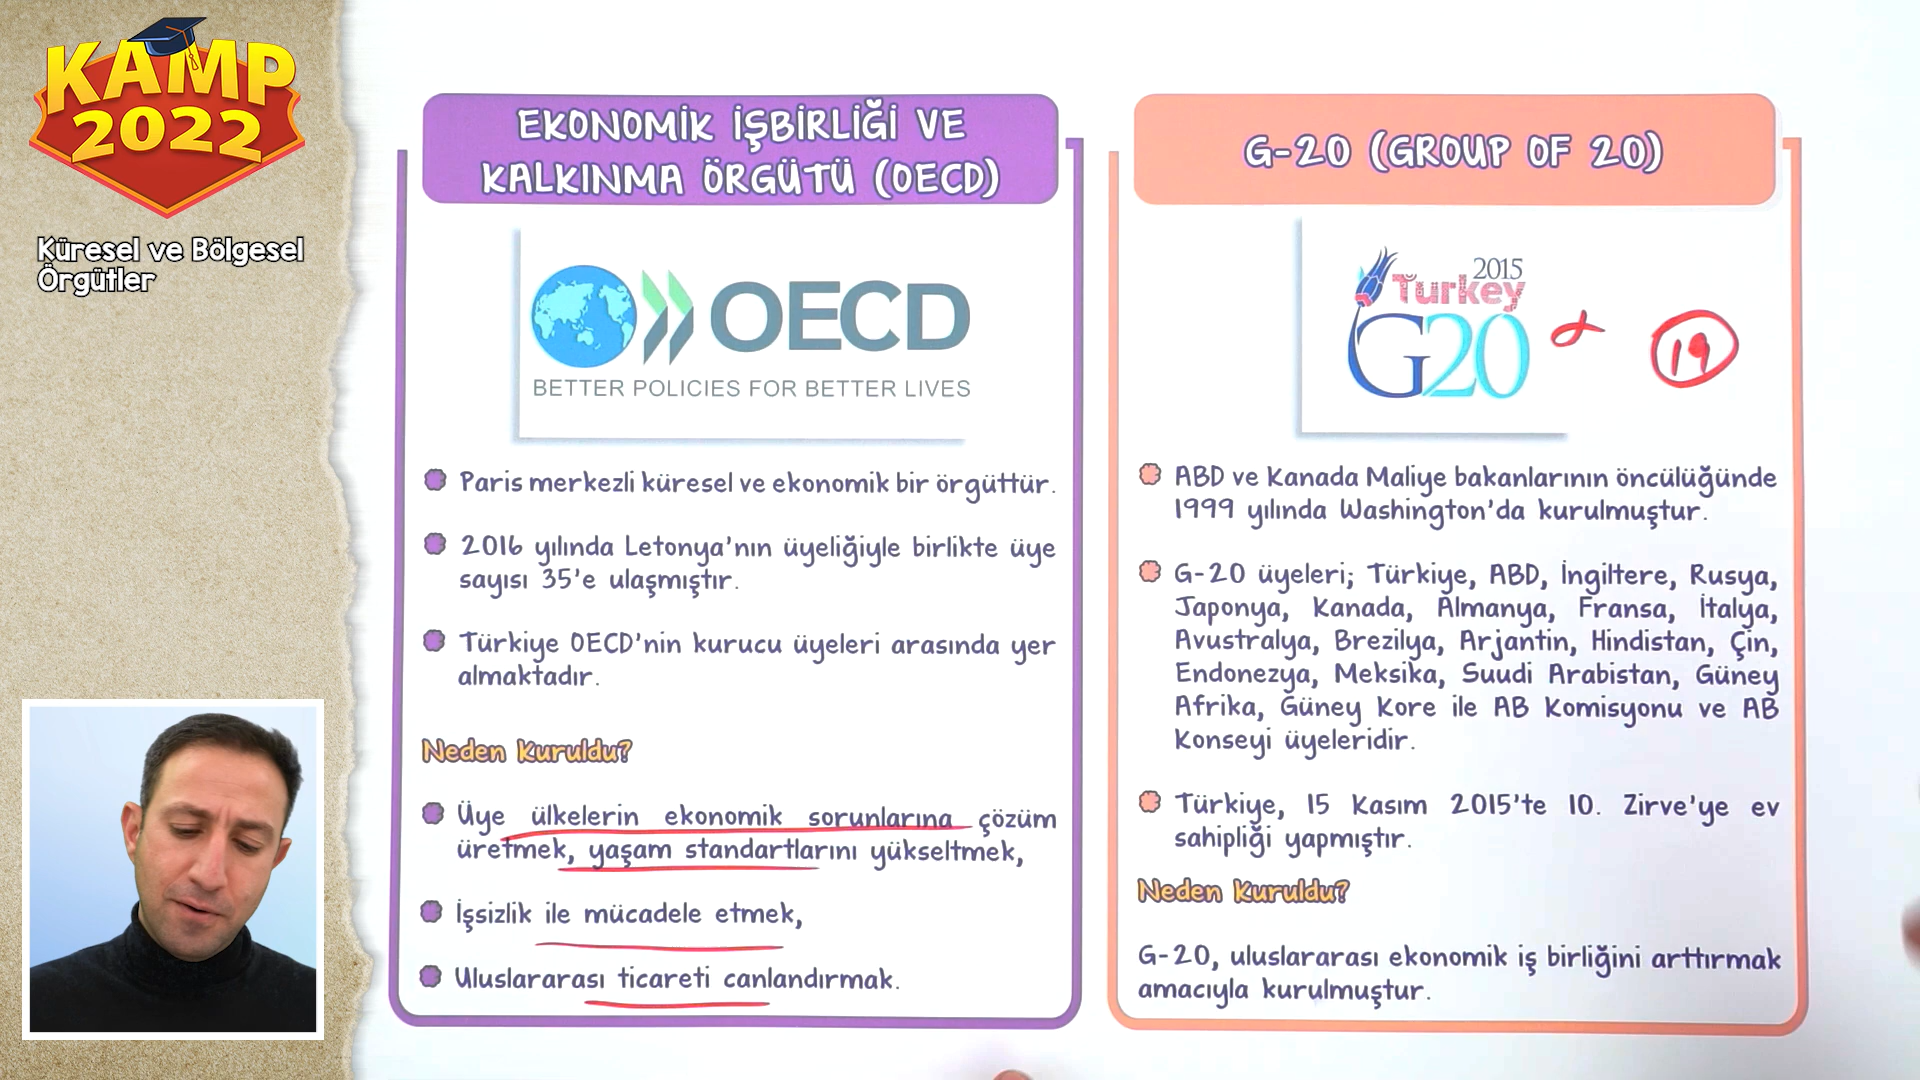 KAMP
2022
Küresel ve Bölgesel
Örgütler
EKONOMİK İŞBİRLİĞİ VE
KALKINMA ÖRGÜTÜ (OECD)
OECD
BETTER POLICIES FOR BETTER LIVES
Paris merkezli küresel ve ekonomik bir örgüttür.
2016 yılında Letonya'nın üyeliğiyle birlikte üye
sayısı 35'e ulaşmıştır.
Türkiye OECD'nin kurucu üyeleri arasında yer
almaktadır.
Neden Kuruldu?
Üye ülkelerin ekonomik sorunlarına çözüm
üretmek, yaşam standartlarını yükseltmek,
İşsizlik ile mücadele etmek,
Uluslararası ticareti canlandırmak.
G-20 (GROUP OF 20)
2015
Turkey
G20
19
ABD ve Kanada Maliye bakanlarının öncülüğünde
1999 yılında Washington'da kurulmuştur.
G-20 üyeleri; Türkiye, ABD, İngiltere, Rusya,
Japonya, Kanada, Almanya, Fransa, İtalya,
Avustralya, Brezilya, Arjantin, Hindistan, Çin,
Endonezya, Meksika, Suudi Arabistan, Güney
Afrika, Güney Kore ile AB Komisyonu ve AB
Konseyi üyeleridir.
Türkiye, 15 Kasım 2015'te 10. Zirve'ye ev
sahipliği yapmıştır.
Neden Kuruldu?
G-20, uluslararası ekonomik iş birliğini arttırmak
amacıyla kurulmuştur.